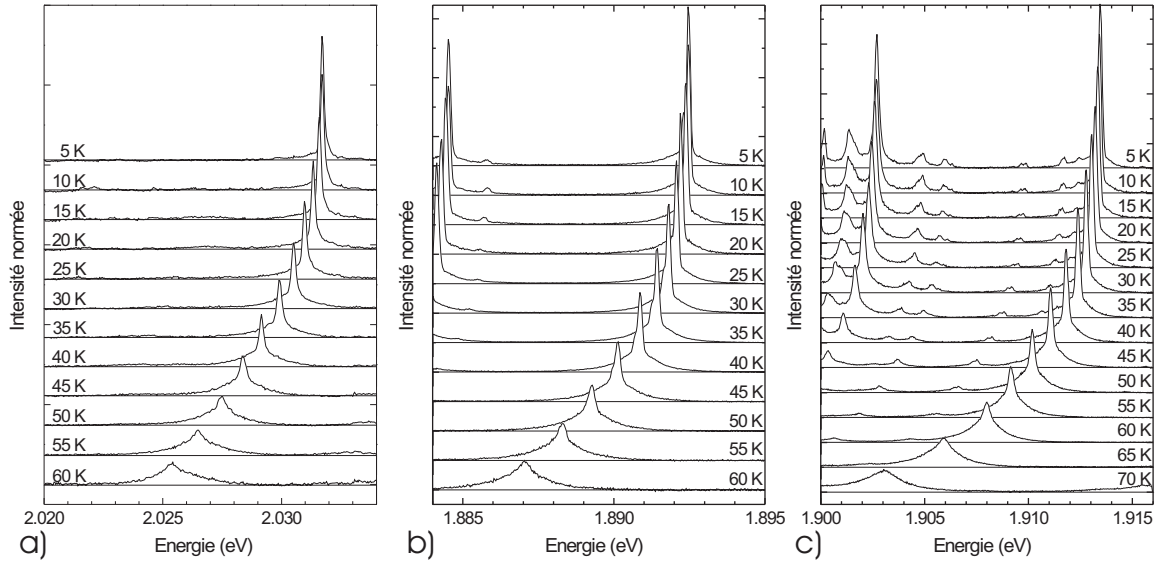 Intensité normée
5 K
10 K
15 K
20 K
25 K
30 K
35 K
40 K
45 K
50 K
55 K
60 K
2.020 2.025 2.030
a) Energie (eV)
Intensité normée
5 K
10 K
15 K
20 K
25 K
30 K
35 K
40 K
45 K
50 K
55 K
60 K
1.885 1.890 1.895
b) Energie (eV)
Intensité normée
5 K
10 K
15 K
20 K
25 K
30 K
35 K
40 K
45 K
50 K
55 K
60 K
65 K
70 K
1.900 1.905 1.910 1.915
c) Energie (eV)